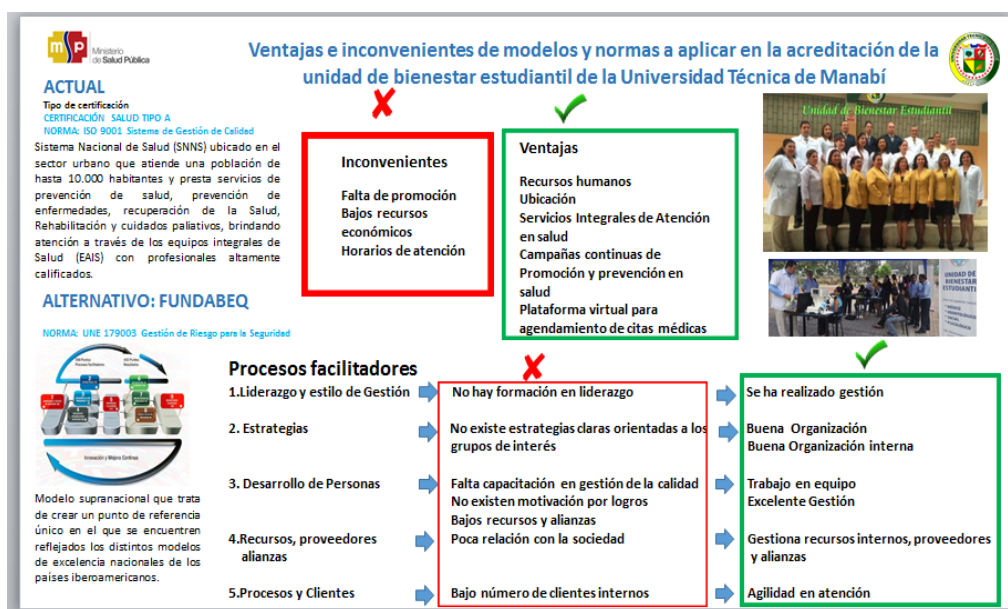 msp
Ministerio
de Salud Pública
Ventajas e inconvenientes de modelos y normas a aplicar en la acreditación de la
unidad de bienestar estudiantil de la Universidad Técnica de Manabí
ACTUAL
Tipo de certificación
CERTIFICACIÓN SALUD TIPO A
NORMA: ISO 9001 Sistema de Gestión de Calidad
Sistema Nacional de Salud (SNNS) ubicado en el
sector urbano que atiende una población de
hasta 10.000 habitantes y presta servicios de
prevención de salud, prevención de
enfermedades, recuperación de la Salud,
Rehabilitación y cuidados paliativos, brindando
atención a través de los equipos integrales de
Salud (EAIS) con profesionales altamente
calificados.
Inconvenientes
Falta de promoción
Bajos recursos
económicos
Horarios de atención
Ventajas
Recursos humanos
Ubicación
Servicios Integrales de Atención
en salud
Campañas continuas de
Promoción y prevención en
salud
Plataforma virtual para
agendamiento de citas médicas
Unidad de Bienestar Estudiantil
UNIDAD DE
BIENESTAR
ESTUDIANTIL
ALTERNATIVO: FUNDABEQ
NORMA: UNE 179003 Gestión de Riesgo para la Seguridad
Procesos facilitadores
Resultados
Innovación y Mejora Continua
Modelo supranacional que trata
de crear un punto de referencia
único en el que se encuentren
reflejados los distintos modelos
de excelencia nacionales de los
países iberoamericanos.
Procesos facilitadores
1.Liderazgo y estilo de Gestión
No hay formación en liderazgo
Se ha realizado gestión
2. Estrategias
No existe estrategias claras orientadas a los
grupos de interés
Buena Organización
Buena Organización interna
3. Desarrollo de Personas
Falta capacitación en gestión de la calidad
No existen motivación por logros
Bajos recursos y alianzas
Trabajo en equipo
Excelente Gestión
4.Recursos, proveedores
alianzas
Poca relación con la sociedad
Gestiona recursos internos, proveedores
y alianzas
5.Procesos y Clientes
Bajo número de clientes internos
Agilidad en atención